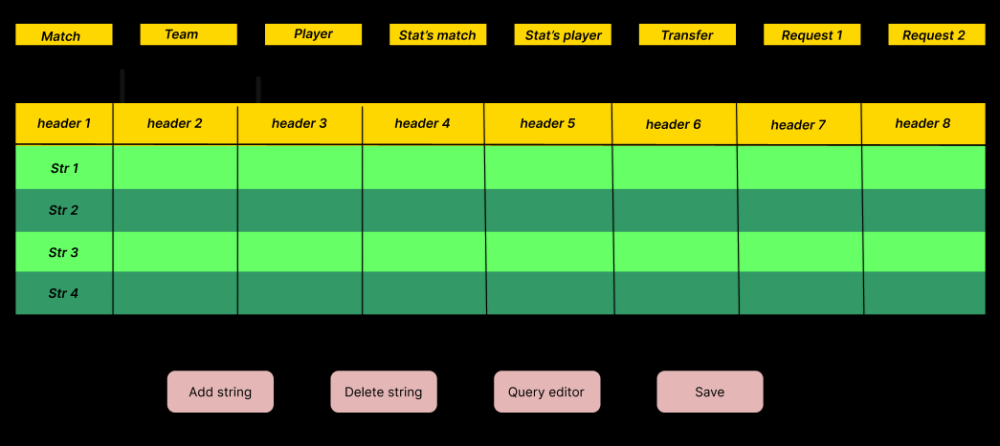 Match Team Player Stat's match Stat's player Transfer Request 1 Request 2
header 1 header 2 header 3 header 4 header 5 header 6 header 7 header 8
Str 1
Str 2
Str 3
Str 4
Add string Delete string Query editor Save